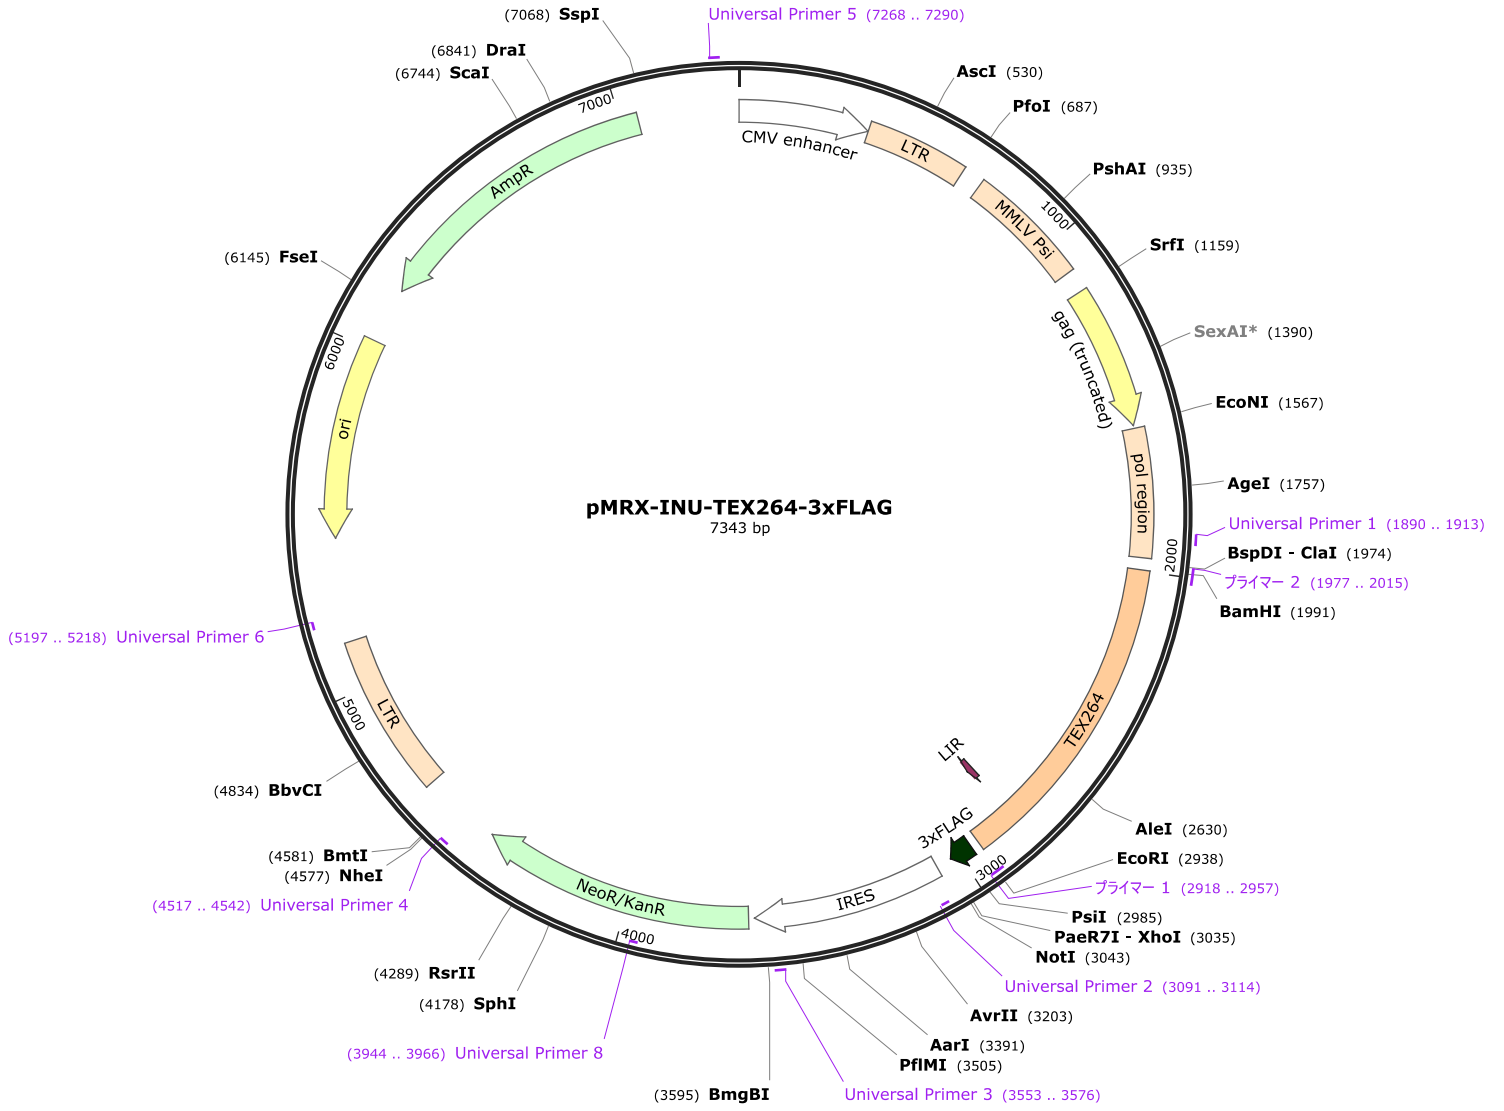 (7068) SspI
Universal Primer 5 (7268 .. 7290)
(6841) DraI
(6744) ScaI
AscI (530)
PfoI (687)
7000
CMV enhancer
LTR
PshAI (935)
AmpR
MMLV Psi
1000
SrfI (1159)
(6145) FseI
gag (truncated)
SexAI* (1390)
6000
EcoNI (1567)
ori
pol region
AgeI (1757)
pMRX-INU-TEX264-3xFLAG
7343 bp
Universal Primer 1 (1890 .. 1913)
2000
BspDI - ClaI (1974)
プライマー 2 (1977 .. 2015)
BamHI (1991)
(5197 .. 5218) Universal Primer 6
5000
LTR
TEX264
LIR
(4834) BbvCI
3xFLAG
AleI (2630)
(4581) BmtI
EcoRI (2938)
3000
(4577) NheI
プライマー 1 (2918 .. 2957)
NeoR/KanR
IRES
(4517 .. 4542) Universal Primer 4
PsiI (2985)
4000
PaeR7I - XhoI (3035)
NotI (3043)
(4289) RsrII
Universal Primer 2 (3091 .. 3114)
(4178) SphI
AvrII (3203)
AarI (3391)
(3944 .. 3966) Universal Primer 8
PflMI (3505)
(3595) BmgBI
Universal Primer 3 (3553 .. 3576)